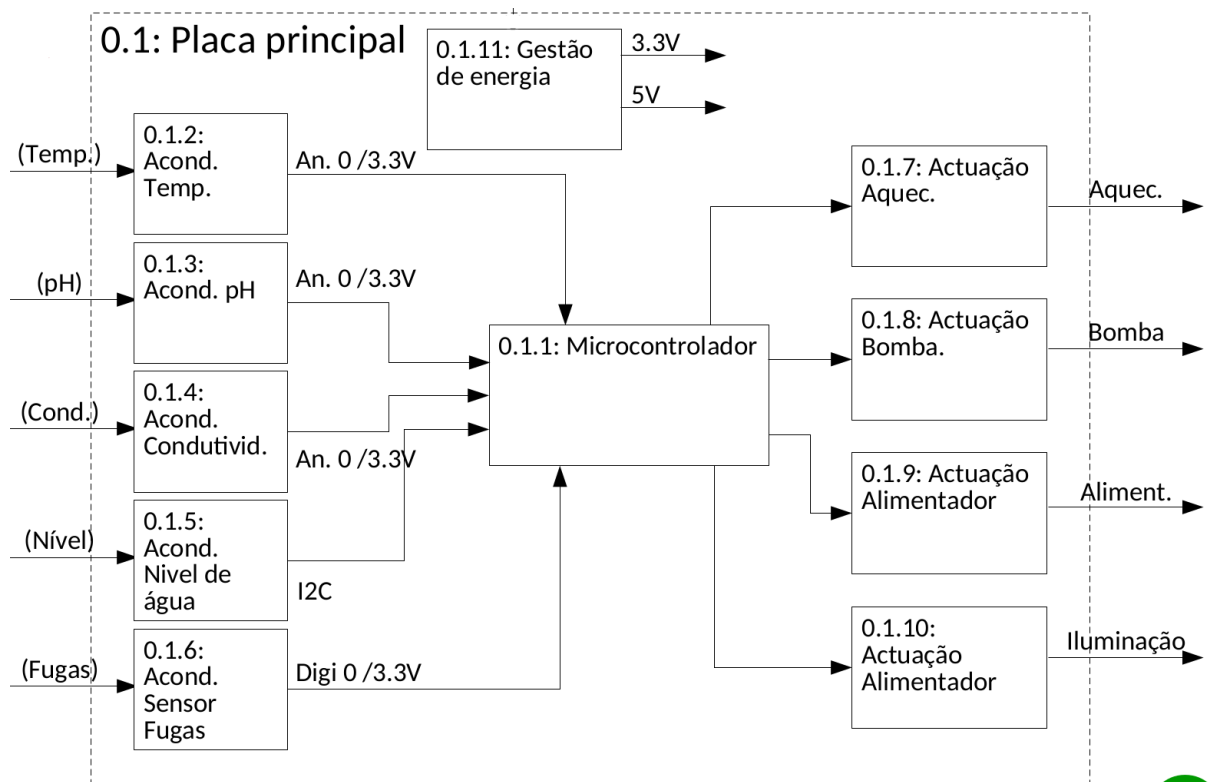 0.1: Placa principal
0.1.11: Gestão
de energia
3.3V
5V
(Temp.)
0.1.2:
Acond.
Temp.
An. 0 /3.3V
(pH)
0.1.3:
Acond. pH
An. 0 /3.3V
(Cond.)
0.1.4:
Acond.
Condutivid.
An. 0 /3.3V
(Nível)
0.1.5:
Acond.
Nivel de
água
I2C
(Fugas)
0.1.6:
Acond.
Sensor
Fugas
Digi 0 /3.3V
0.1.1: Microcontrolador
0.1.7: Actuação
Aquec.
Aquec.
0.1.8: Actuação
Bomba.
Bomba
0.1.9: Actuação
Alimentador
Aliment.
0.1.10:
Actuação
Alimentador
Iluminação